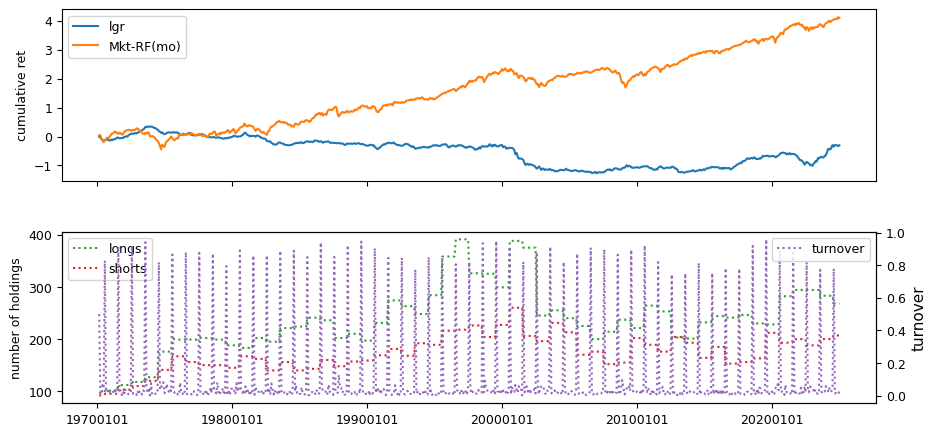 4
3
2
1
0
−1
cumulative ret
lgr
Mkt-RF(mo)
400
300
200
100
number of holdings
longs
shorts
turnover
1.0
0.8
0.6
0.4
0.2
0.0
turnover
19700101
19800101
19900101
20000101
20100101
20200101